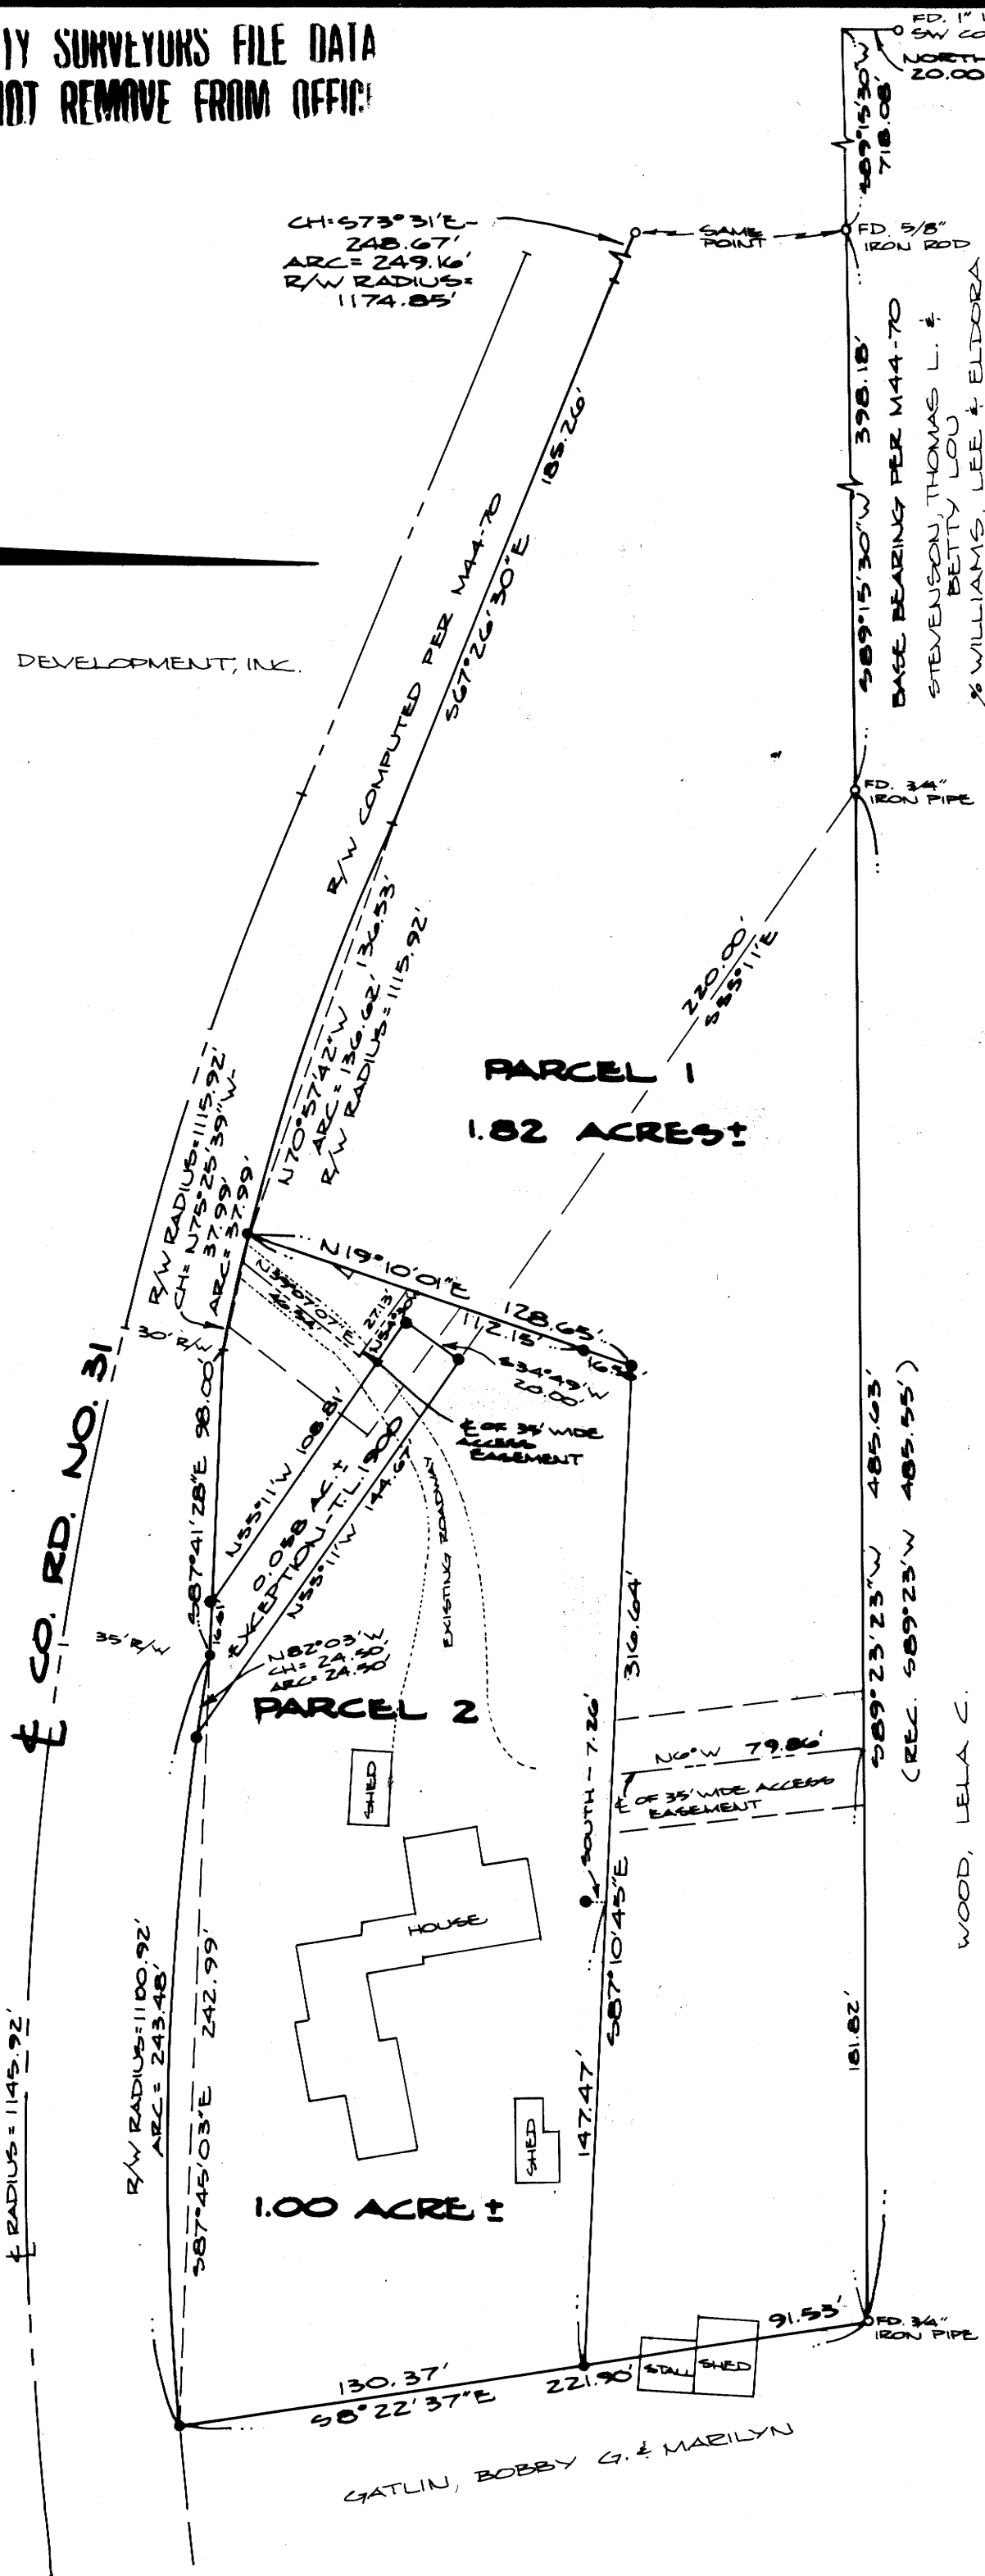 TY SURVEYORS FILE DATA
NOT REMOVE FROM OFFIC
FD. 1"
SW CO
NORTH
20.00
S89°15'30"W
718.08'
CH=S73°31'E-
248.67'
ARC=249.16'
R/W RADIUS=
1174.85'
SAME
POINT
FD. 5/8"
IRON ROD
185.26'
S67°26'30"E
R/W COMPUTED PER M44-70
S89°15'30"W 398.18'
BASE BEARING PER M44-70
STEVENSON, THOMAS L. &
BETTY LOU
% WILLIAMS, LEE & ELDORA
DEVELOPMENT, INC.
FD. 3/4"
IRON PIPE
N70°57'42"W 136.53'
ARC=136.62'
R/W RADIUS=1115.92'
220.00'
S55°11'E
PARCEL 1
1.82 ACRES±
R/W RADIUS=1115.92'
CH=N75°25'39"W-
37.99'
ARC=37.99'
N19°10'01"E 128.65'
112.15'
N39°07'07"E
27.13'
S34°49'W
20.00'
30' R/W
℄ OF 35' WIDE
ACCESS
EASEMENT
℄ CO. RD. NO. 31
S87°41'28"E 98.00'
N55°11'W 108.81'
0.058 AC.±
EXCEPTION-T.L. 1900
N55°11'W 144.67'
EXISTING ROADWAY
316.64'
S89°23'23"W 485.63'
(REC. S89°23'W 485.55')
35' R/W
16.61'
N82°03'W
CH=24.50'
ARC=24.50'
PARCEL 2
SHED
SOUTH-7.26'
N6°W 79.86'
℄ OF 35' WIDE ACCESS
EASEMENT
WOOD, LELA C.
HOUSE
S87°10'45"E
R/W RADIUS=1100.92'
ARC=243.48'
S87°45'03"E 242.99'
147.47'
181.82'
℄ RADIUS=1145.92'
SHED
1.00 ACRE±
91.53'
FD. 3/4"
IRON PIPE
STALL
SHED
130.37'
S8°22'37"E 221.90'
GATLIN, BOBBY G. & MARILYN